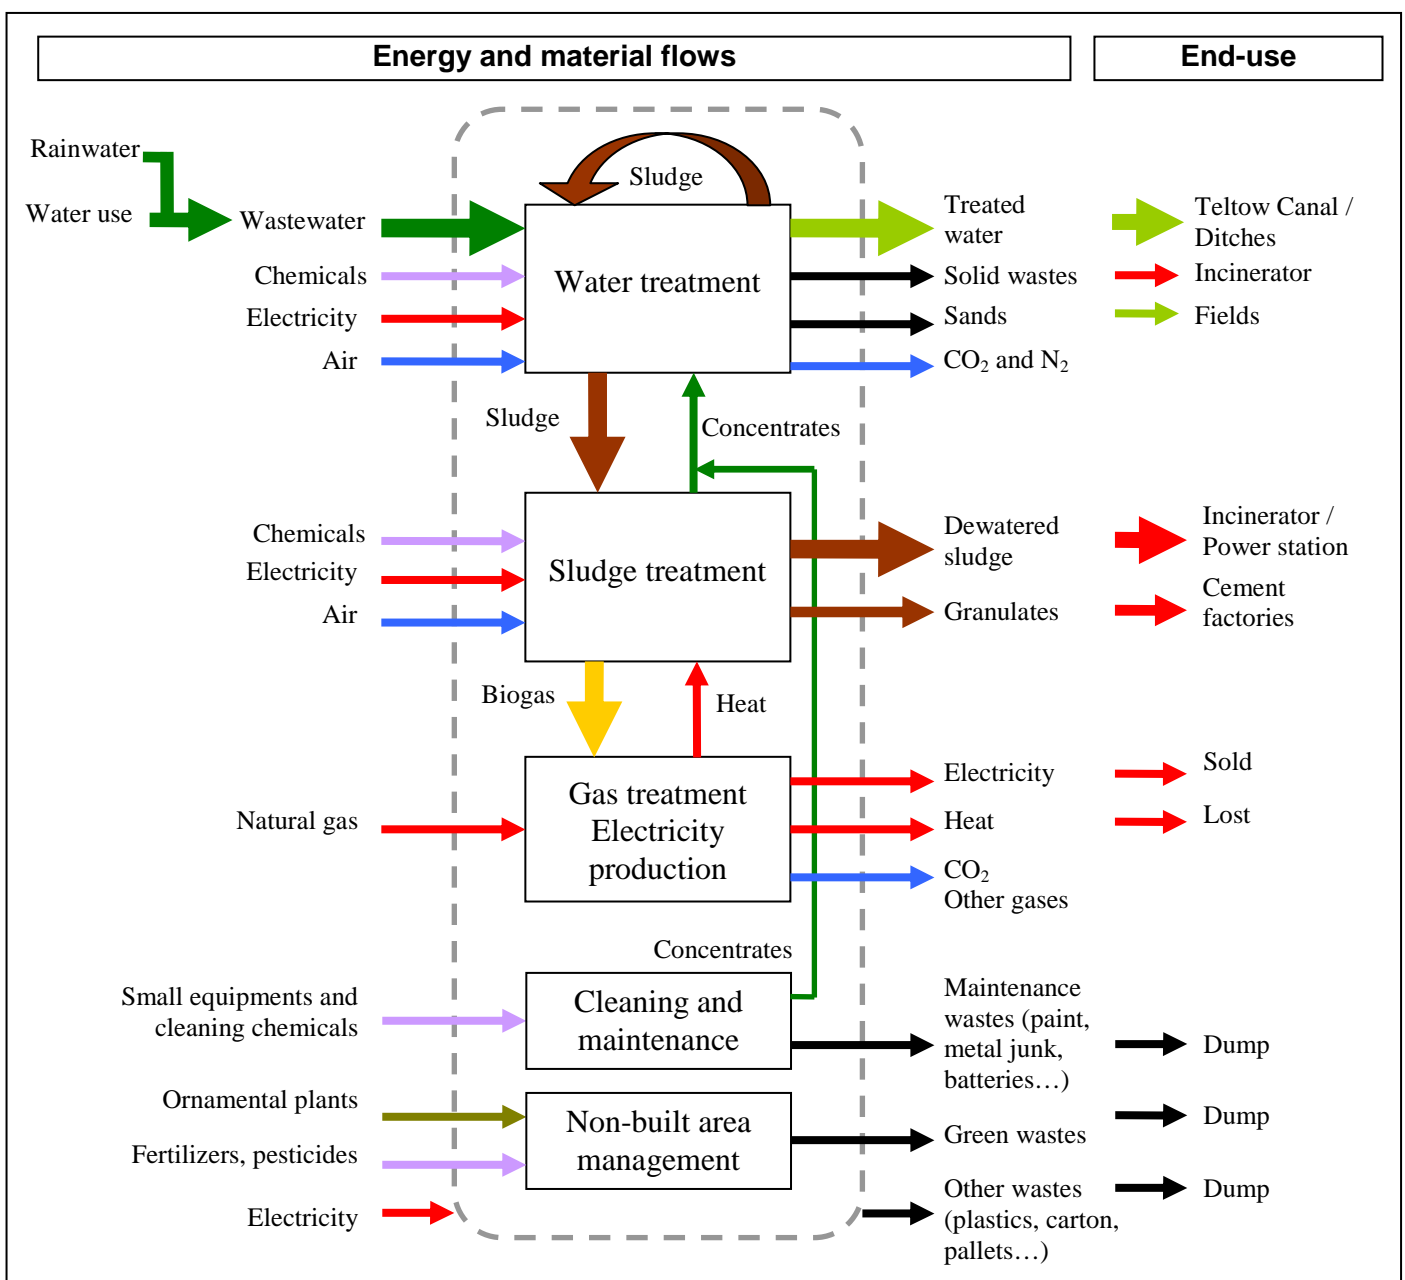 Energy and material flows
End-use
Rainwater
Water use
Wastewater
Chemicals
Electricity
Air
Sludge
Water treatment
Treated
water
Solid wastes
Sands
CO₂ and N₂
Teltow Canal /
Ditches
Incinerator
Fields
Sludge
Concentrates
Chemicals
Electricity
Air
Sludge treatment
Dewatered
sludge
Granulates
Incinerator /
Power station
Cement
factories
Biogas
Heat
Natural gas
Gas treatment
Electricity
production
Electricity
Heat
CO₂
Other gases
Sold
Lost
Concentrates
Small equipments and
cleaning chemicals
Cleaning and
maintenance
Maintenance
wastes (paint,
metal junk,
batteries…)
Dump
Ornamental plants
Fertilizers, pesticides
Non-built area
management
Green wastes
Dump
Electricity
Other wastes
(plastics, carton,
pallets…)
Dump